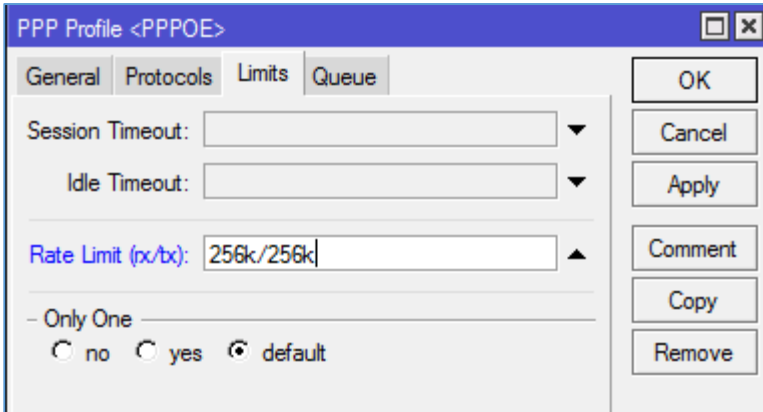 PPP Profile <PPPOE>
General Protocols Limits Queue
Session Timeout:
Idle Timeout:
Rate Limit (rx/tx): 256k/256k
Only One
no yes default
OK
Cancel
Apply
Comment
Copy
Remove